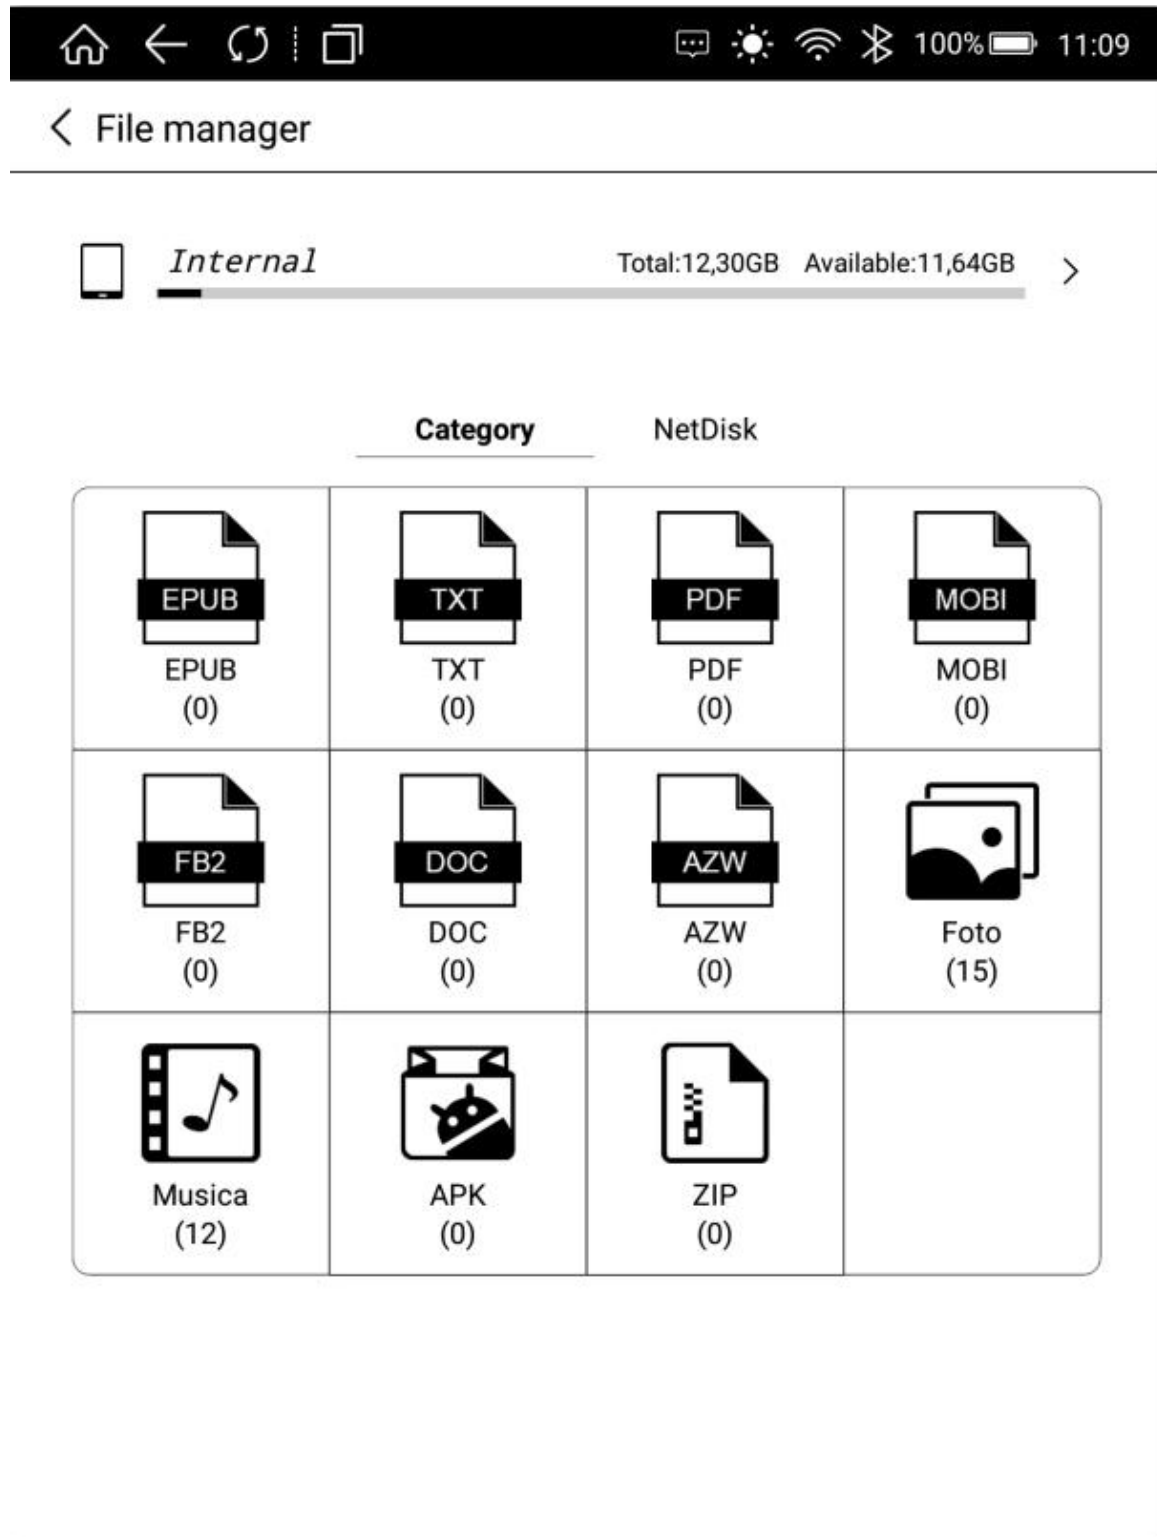 100% 11:09
File manager
Internal Total:12,30GB Available:11,64GB
Category NetDisk
EPUB TXT PDF MOBI
EPUB TXT PDF MOBI
(0) (0) (0) (0)
FB2 DOC AZW
FB2 DOC AZW Foto
(0) (0) (0) (15)
Musica APK ZIP
(12) (0) (0)